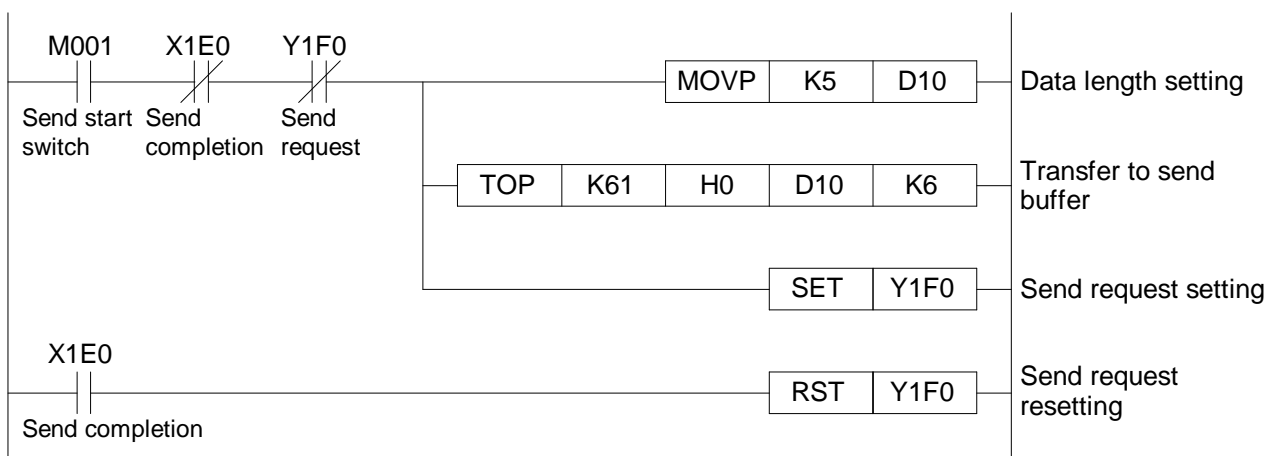 M001 X1E0 Y1F0
MOVP K5 D10 Data length setting
Send start Send Send
switch completion request
TOP K61 H0 D10 K6 Transfer to send
buffer
SET Y1F0 Send request setting
X1E0
RST Y1F0 Send request
resetting
Send completion